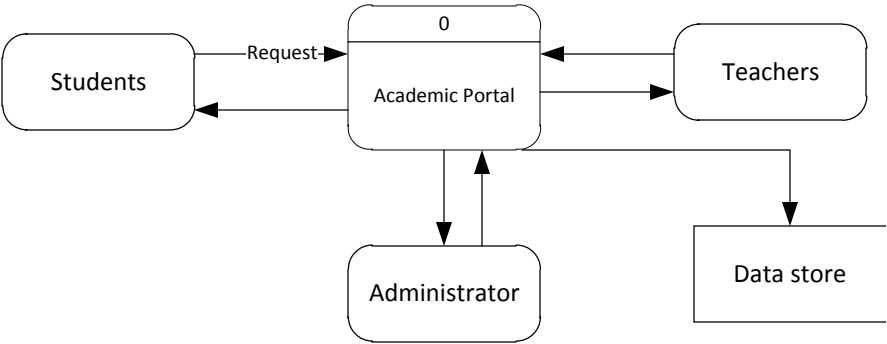 0
Students
Request
Academic Portal
Teachers
Administrator
Data store